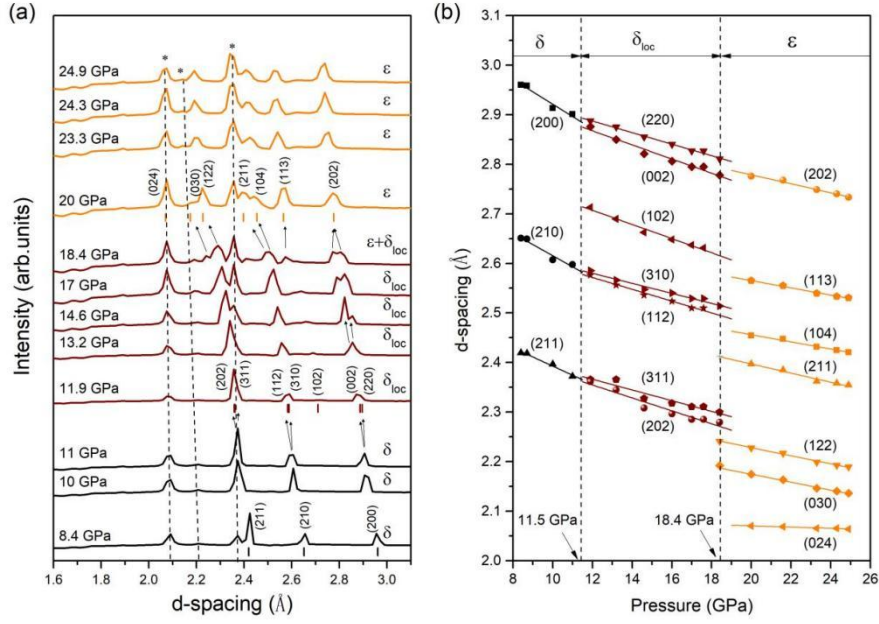 (a)
24.9 GPa
*
*
*
ε
24.3 GPa
ε
23.3 GPa
ε
20 GPa
(024)
(030)
(122)
(211)
(104)
(113)
(202)
ε
18.4 GPa
ε+δloc
17 GPa
δloc
14.6 GPa
δloc
13.2 GPa
δloc
11.9 GPa
(202)
(311)
(112)
(310)
(102)
(002)
(220)
δloc
11 GPa
δ
10 GPa
δ
8.4 GPa
(211)
(210)
(200)
δ
1.6 1.8 2.0 2.2 2.4 2.6 2.8 3.0
d-spacing (Å)
Intensity (arb.units)
(b)
3.1
3.0
2.9
2.8
2.7
2.6
2.5
2.4
2.3
2.2
2.1
2.0
d-spacing (Å)
δ
δloc
ε
(200)
(220)
(002)
(202)
(102)
(210)
(310)
(112)
(113)
(104)
(211)
(211)
(311)
(202)
(122)
(030)
(024)
11.5 GPa
18.4 GPa
8 10 12 14 16 18 20 22 24 26
Pressure (GPa)